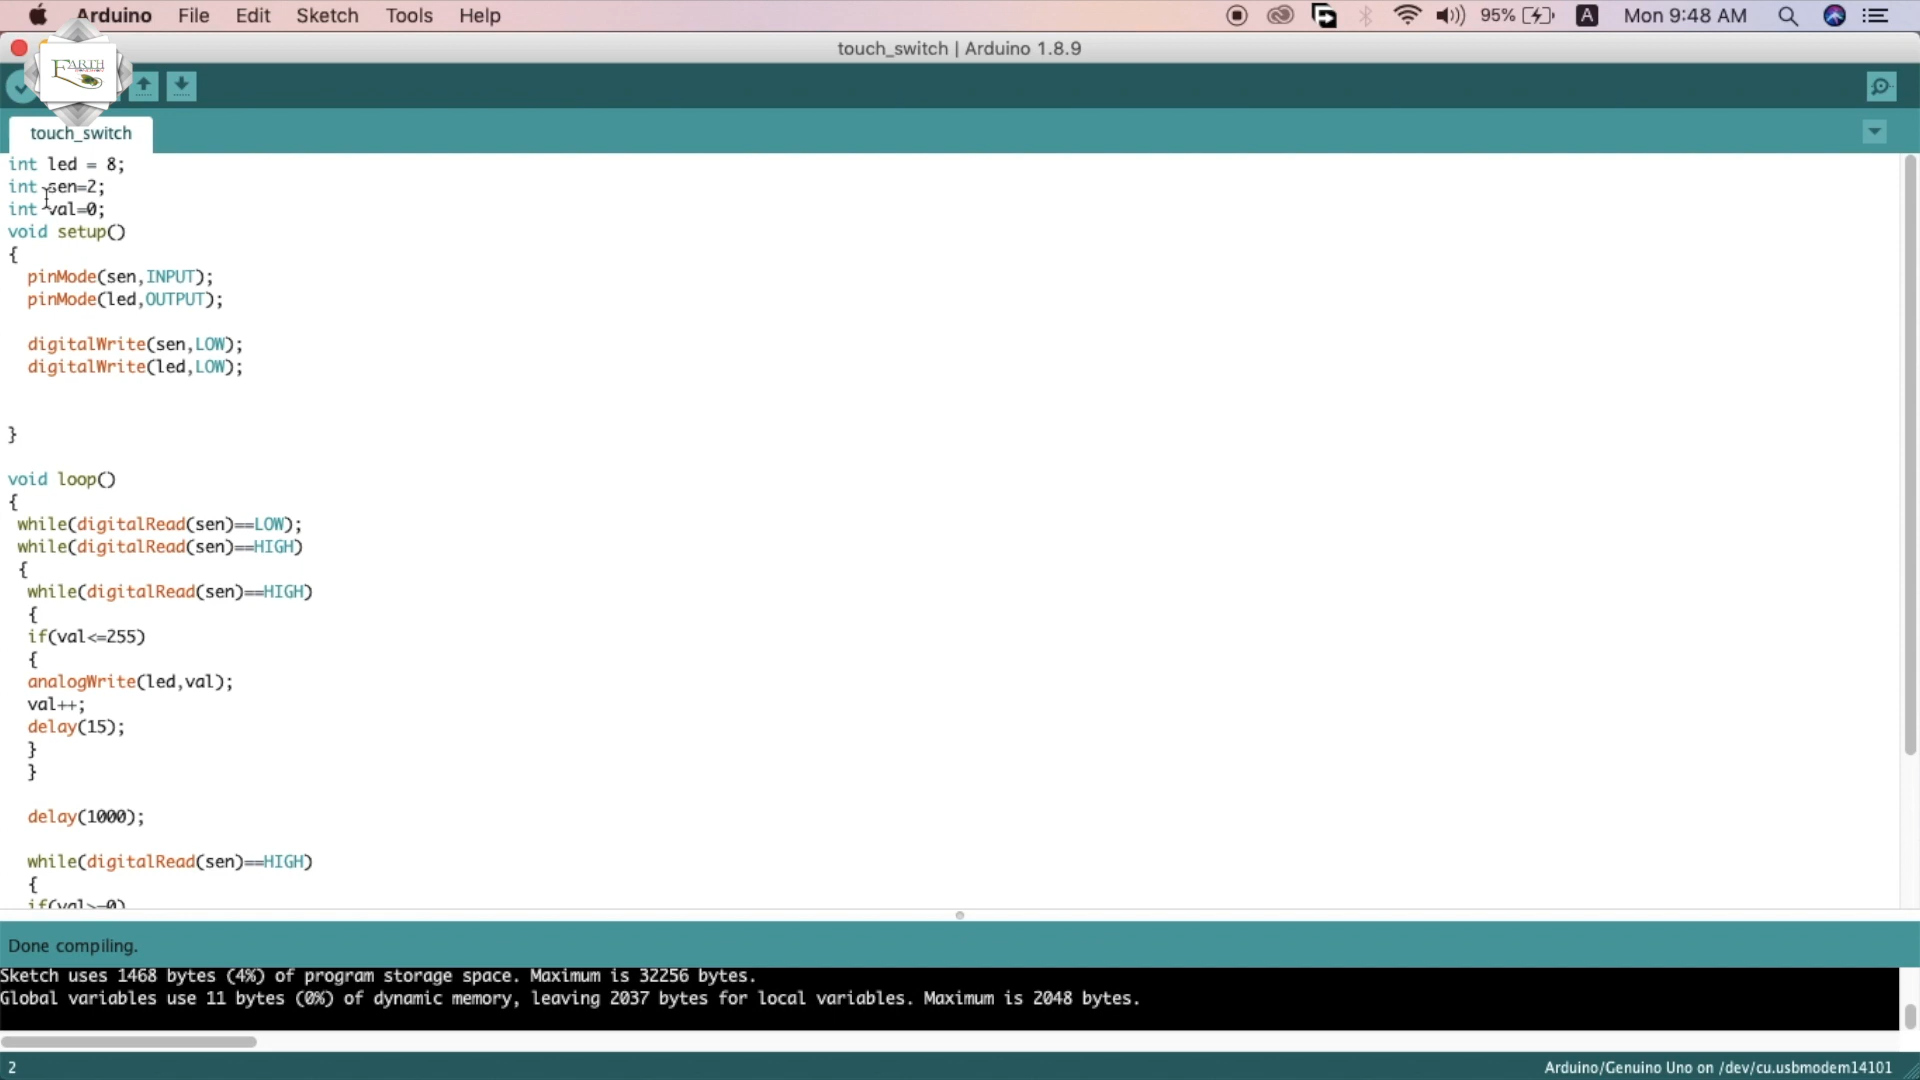 Arduino File Edit Sketch Tools Help 95% A Mon 9:48 AM
touch_switch | Arduino 1.8.9
EARTH
touch_switch
int led = 8;
int sen=2;
int val=0;
void setup()
{
pinMode(sen,INPUT);
pinMode(led,OUTPUT);
digitalWrite(sen,LOW);
digitalWrite(led,LOW);
}
void loop()
{
while(digitalRead(sen)==LOW);
while(digitalRead(sen)==HIGH)
{
while(digitalRead(sen)==HIGH)
{
if(val<=255)
{
analogWrite(led,val);
val++;
delay(15);
}
}
delay(1000);
while(digitalRead(sen)==HIGH)
{
if(val>=0)
Done compiling.
Sketch uses 1468 bytes (4%) of program storage space. Maximum is 32256 bytes.
Global variables use 11 bytes (0%) of dynamic memory, leaving 2037 bytes for local variables. Maximum is 2048 bytes.
2 Arduino/Genuino Uno on /dev/cu.usbmodem14101